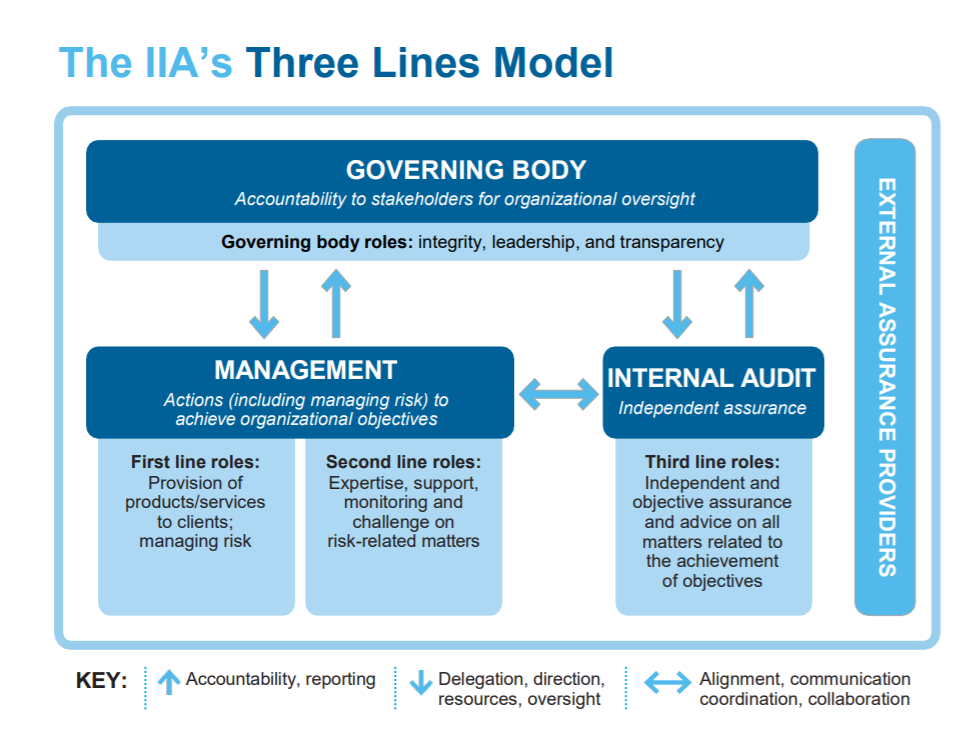 The IIA's Three Lines Model
GOVERNING BODY
Accountability to stakeholders for organizational oversight
Governing body roles: integrity, leadership, and transparency
MANAGEMENT
Actions (including managing risk) to
achieve organizational objectives
INTERNAL AUDIT
Independent assurance
First line roles:
Provision of
products/services
to clients;
managing risk
Second line roles:
Expertise, support,
monitoring and
challenge on
risk-related matters
Third line roles:
Independent and
objective assurance
and advice on all
matters related to
the achievement
of objectives
EXTERNAL ASSURANCE PROVIDERS
KEY:
Accountability, reporting
Delegation, direction,
resources, oversight
Alignment, communication
coordination, collaboration